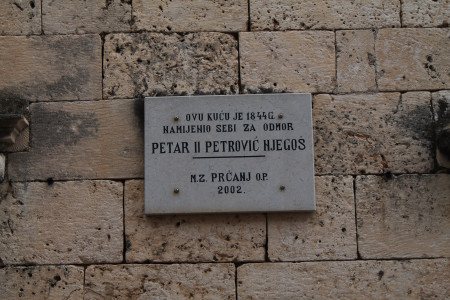 OVU KUĆU JE 1844G.
NAMIJENIO SEBI ZA ODMOR
PETAR II PETROVIĆ NJEGOŠ
N.Z. PRČANJ O.P.
2002.